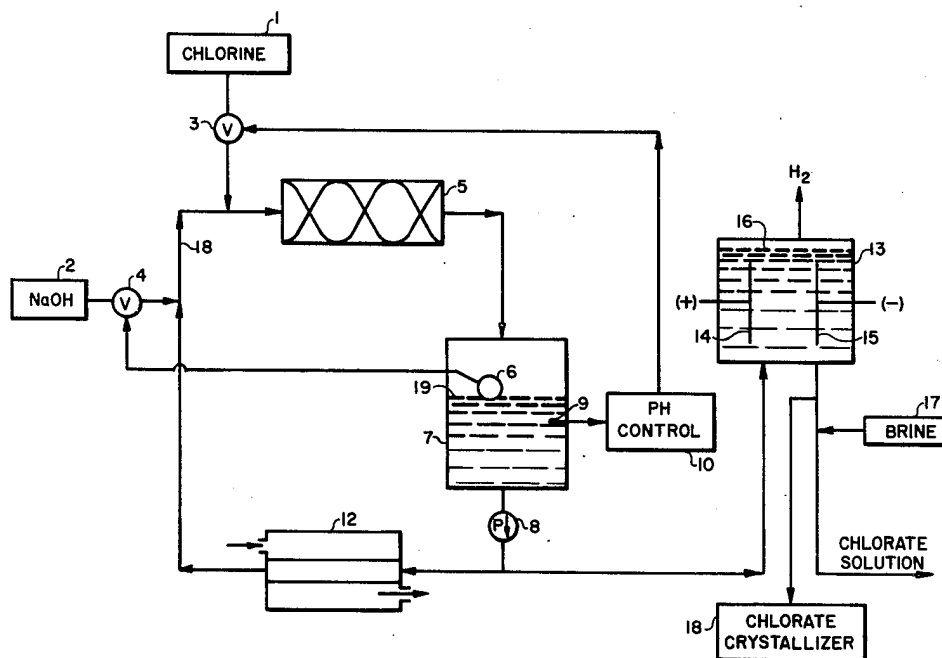 1
CHLORINE
3
V
2
NaOH
4
V
18
5
H2
16
13
(+)
(-)
14
15
6
19
9
7
PH
CONTROL
10
17
BRINE
P
8
12
CHLORATE
SOLUTION
18
CHLORATE
CRYSTALLIZER